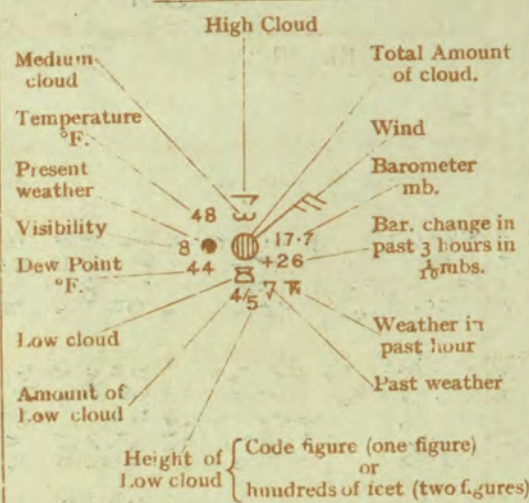 High Cloud
Medium
cloud
Total Amount
of cloud.
Temperature
°F.
Wind
Present
weather
Barometer
mb.
48
Visibility
8
17·7
Bar. change in
past 3 hours in
1/10 mbs.
+26
Dew Point
°F.
44
4/5
7
Low cloud
Weather in
past hour
Amount of
Low cloud
Past weather
Height of
Low cloud
Code figure (one figure)
or
hundreds of feet (two figures)